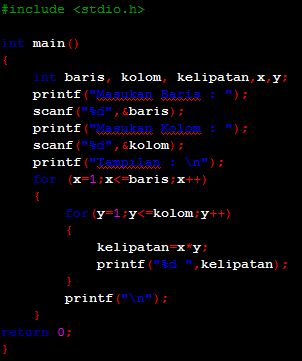 #include <stdio.h>
int main()
{
int baris, kolom, kelipatan,x,y;
printf("Masukan Baris : ");
scanf("%d",&baris);
printf("Masukan Kolom : ");
scanf("%d",&kolom);
printf("Tampilan : \n");
for (x=1;x<=baris;x++)
{
for(y=1;y<=kolom;y++)
{
kelipatan=x*y;
printf("%d ",kelipatan);
}
printf("\n");
}
return 0;
}